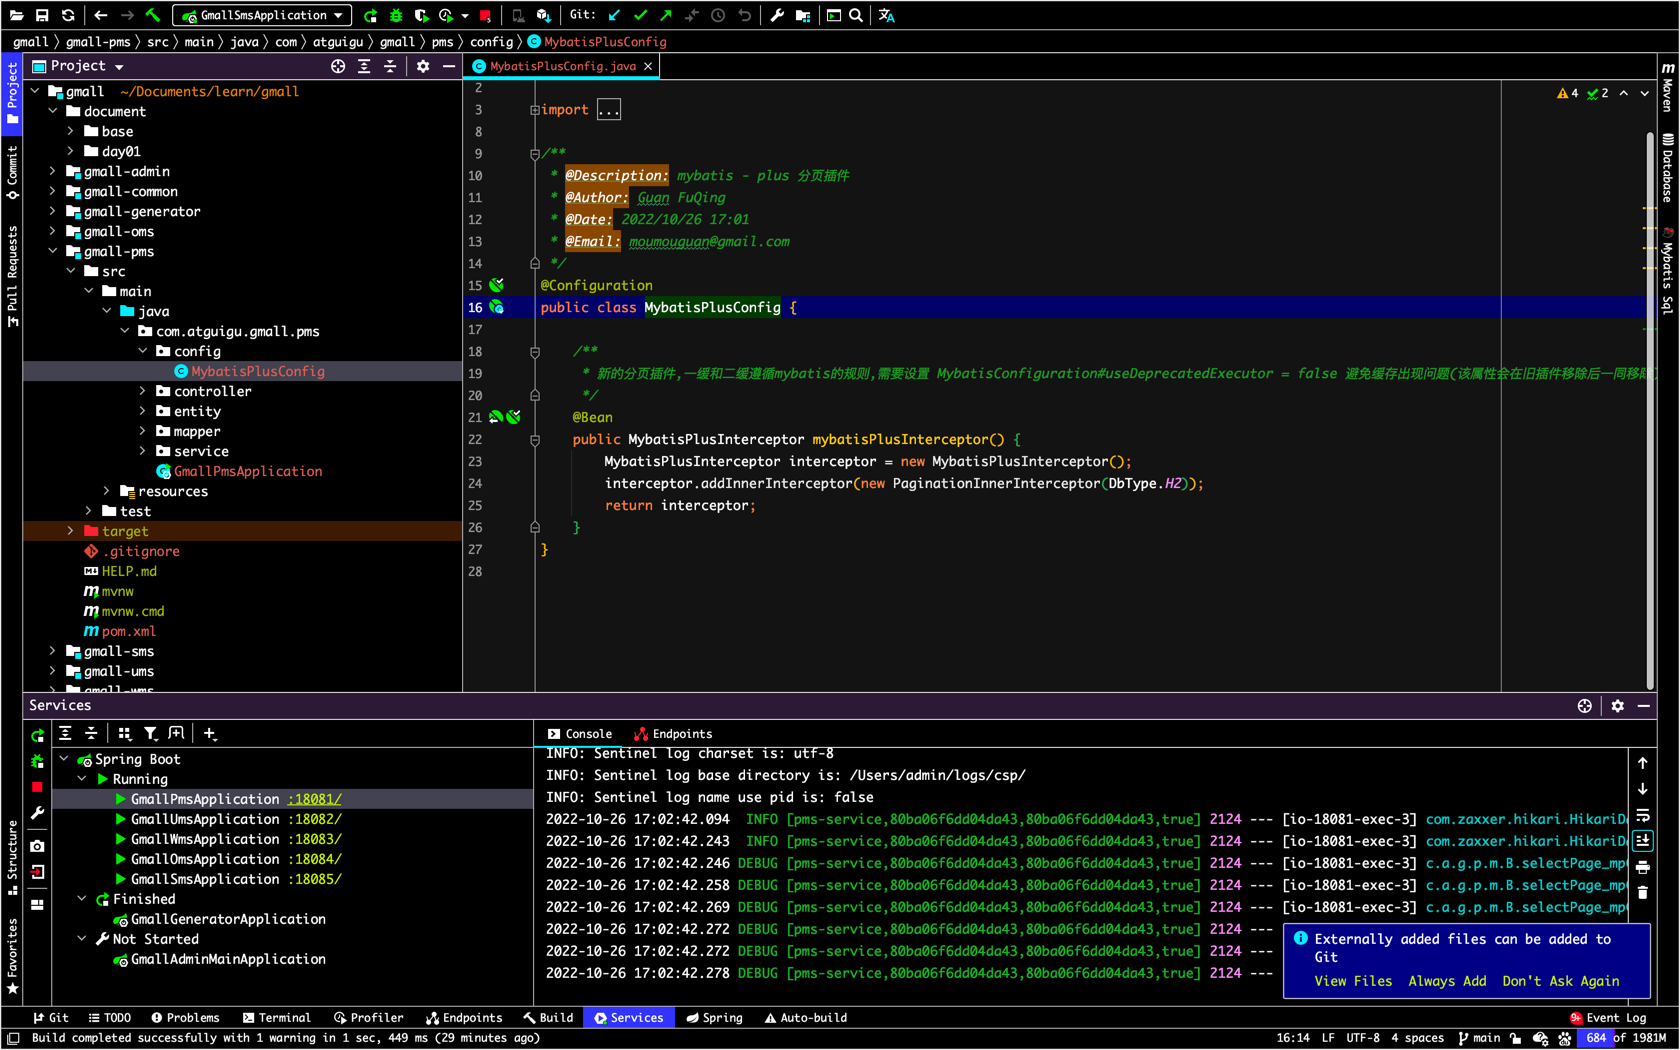 GmallSmsApplication
Git:
gmall 〉 gmall-pms 〉 src 〉 main 〉 java 〉 com 〉 atguigu 〉 gmall 〉 pms 〉 config 〉 MybatisPlusConfig
Project
MybatisPlusConfig.java
gmall ~/Documents/learn/gmall
document
base
day01
gmall-admin
gmall-common
gmall-generator
gmall-oms
gmall-pms
src
main
java
com.atguigu.gmall.pms
config
MybatisPlusConfig
controller
entity
mapper
service
GmallPmsApplication
resources
test
target
.gitignore
HELP.md
mvnw
mvnw.cmd
pom.xml
gmall-sms
gmall-ums
gmall-wms
Project
Commit
Pull Requests
Structure
Favorites
4 2
2
3 import ...
8
9 /**
10 * @Description: mybatis - plus 分页插件
11 * @Author: Guan FuQing
12 * @Date: 2022/10/26 17:01
13 * @Email: moumouguan@gmail.com
14 */
15 @Configuration
16 public class MybatisPlusConfig {
17
18 /**
19 * 新的分页插件,一缓和二缓遵循mybatis的规则,需要设置 MybatisConfiguration#useDeprecatedExecutor = false 避免缓存出现问题(该属性会在旧插件移除后一同移除)
20 */
21 @Bean
22 public MybatisPlusInterceptor mybatisPlusInterceptor() {
23 MybatisPlusInterceptor interceptor = new MybatisPlusInterceptor();
24 interceptor.addInnerInterceptor(new PaginationInnerInterceptor(DbType.H2));
25 return interceptor;
26 }
27 }
28
Maven
Database
Mybatis Sql
Services
Spring Boot
Running
GmallPmsApplication :18081/
GmallUmsApplication :18082/
GmallWmsApplication :18083/
GmallOmsApplication :18084/
GmallSmsApplication :18085/
Finished
GmallGeneratorApplication
Not Started
GmallAdminMainApplication
Console Endpoints
INFO: Sentinel log charset is: utf-8
INFO: Sentinel log base directory is: /Users/admin/logs/csp/
INFO: Sentinel log name use pid is: false
2022-10-26 17:02:42.094 INFO [pms-service,80ba06f6dd04da43,80ba06f6dd04da43,true] 2124 --- [io-18081-exec-3] com.zaxxer.hikari.HikariDa
2022-10-26 17:02:42.243 INFO [pms-service,80ba06f6dd04da43,80ba06f6dd04da43,true] 2124 --- [io-18081-exec-3] com.zaxxer.hikari.HikariDa
2022-10-26 17:02:42.246 DEBUG [pms-service,80ba06f6dd04da43,80ba06f6dd04da43,true] 2124 --- [io-18081-exec-3] c.a.g.p.m.B.selectPage_mp
2022-10-26 17:02:42.258 DEBUG [pms-service,80ba06f6dd04da43,80ba06f6dd04da43,true] 2124 --- [io-18081-exec-3] c.a.g.p.m.B.selectPage_mp
2022-10-26 17:02:42.269 DEBUG [pms-service,80ba06f6dd04da43,80ba06f6dd04da43,true] 2124 --- [io-18081-exec-3] c.a.g.p.m.B.selectPage_mp
2022-10-26 17:02:42.272 DEBUG [pms-service,80ba06f6dd04da43,80ba06f6dd04da43,true] 2124 ---
2022-10-26 17:02:42.272 DEBUG [pms-service,80ba06f6dd04da43,80ba06f6dd04da43,true] 2124 ---
2022-10-26 17:02:42.278 DEBUG [pms-service,80ba06f6dd04da43,80ba06f6dd04da43,true] 2124 ---
Externally added files can be added to
Git
View Files Always Add Don't Ask Again
Git TODO Problems Terminal Profiler Endpoints Build Services Spring Auto-build 9+ Event Log
Build completed successfully with 1 warning in 1 sec, 449 ms (29 minutes ago) 16:14 LF UTF-8 4 spaces main 684 of 1981M